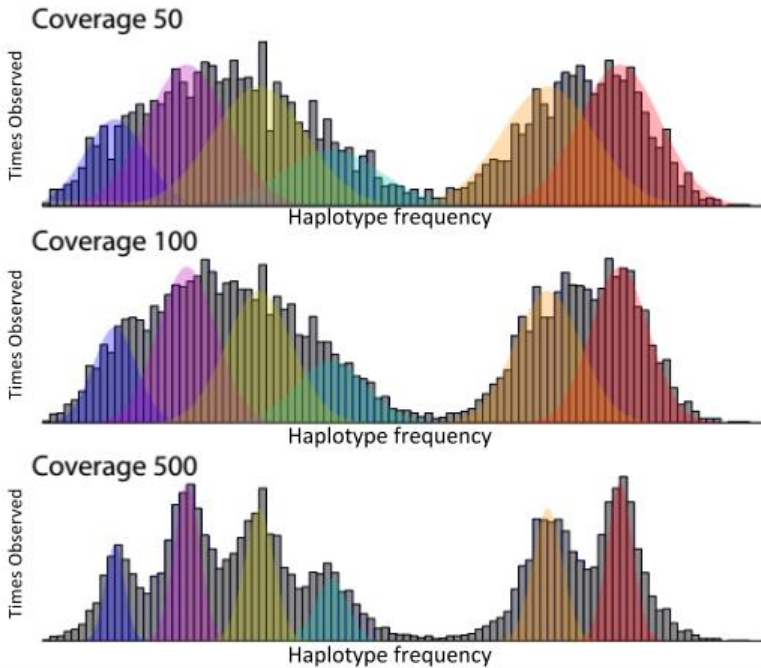 Coverage 50
Times Observed
Haplotype frequency
Coverage 100
Times Observed
Haplotype frequency
Coverage 500
Times Observed
Haplotype frequency